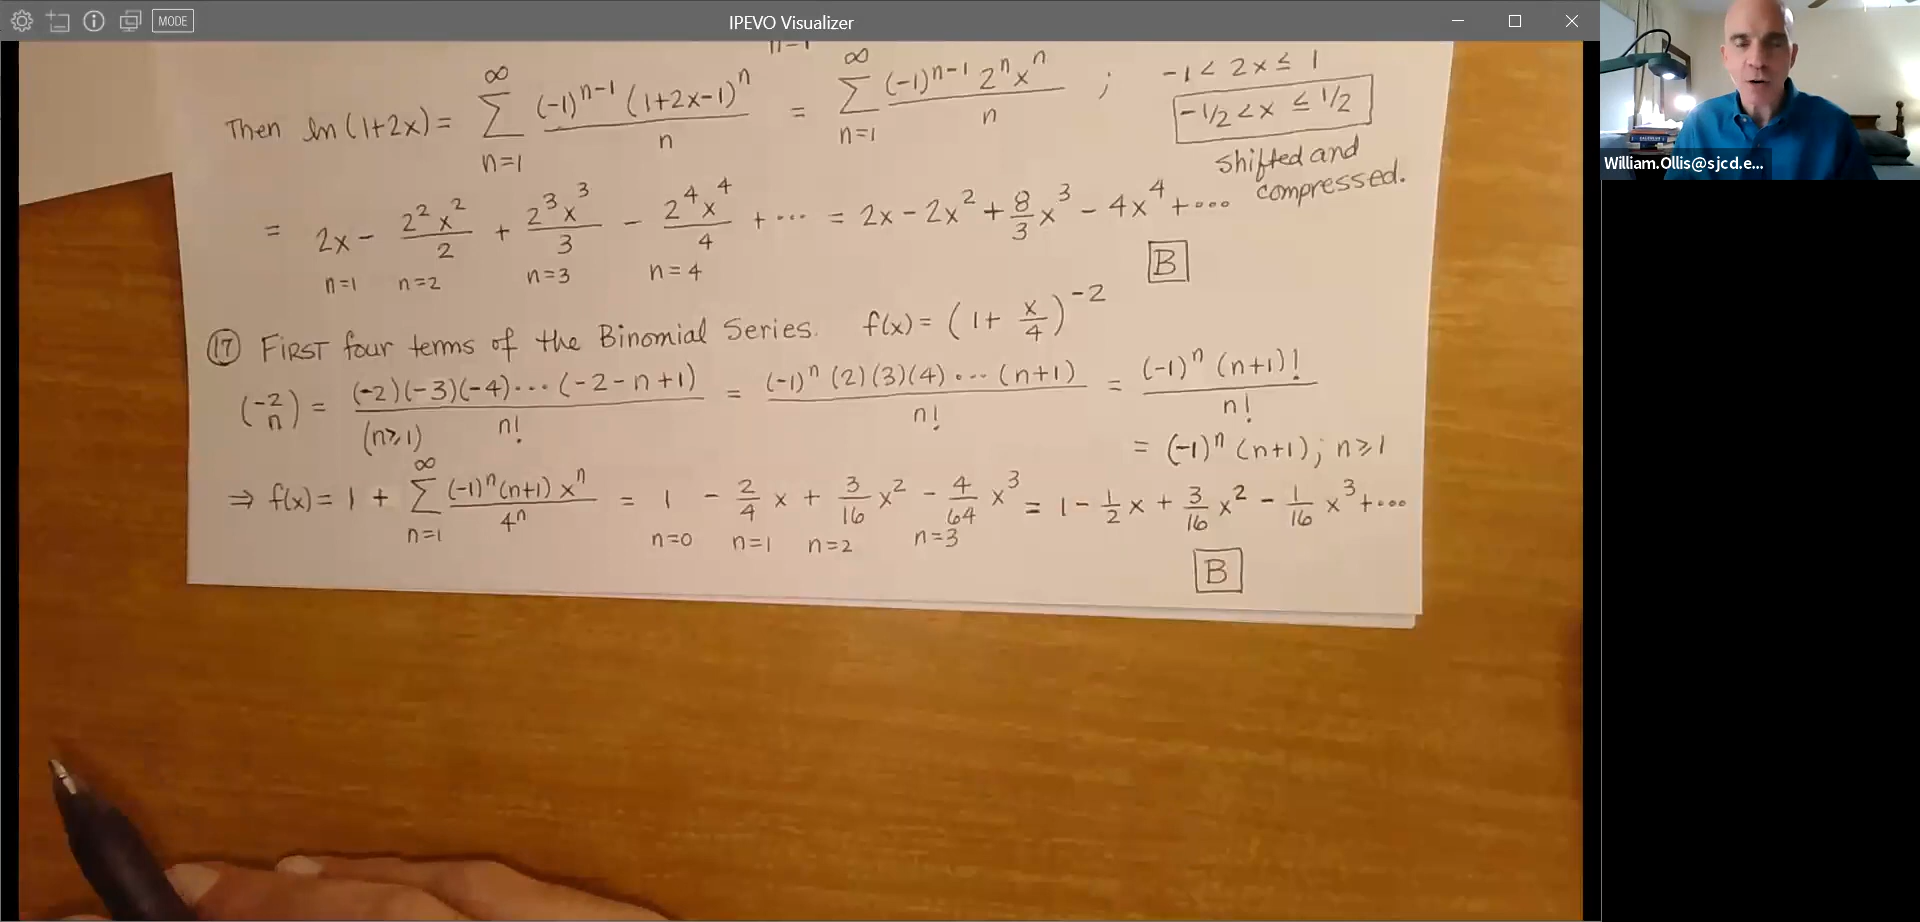 MODE
IPEVO Visualizer
n=1
Then ln(1+2x) = ∑_{n=1}^{∞} (-1)^{n-1} (1+2x-1)^n / n = ∑_{n=1}^{∞} (-1)^{n-1} 2^n x^n / n ; -1 < 2x ≤ 1
-1/2 < x ≤ 1/2
shifted and
compressed.
= 2x - 2^2 x^2 / 2 + 2^3 x^3 / 3 - 2^4 x^4 / 4 + ... = 2x - 2x^2 + 8/3 x^3 - 4x^4 + ...
n=1 n=2 n=3 n=4
B
(17) FIRST four terms of the Binomial Series. f(x) = (1 + x/4)^{-2}
(-2 n) = (-2)(-3)(-4)...(-2-n+1) / n! = (-1)^n (2)(3)(4)...(n+1) / n! = (-1)^n (n+1)! / n!
(n≥1)
= (-1)^n (n+1); n≥1
⇒ f(x) = 1 + ∑_{n=1}^{∞} (-1)^n (n+1) x^n / 4^n = 1 - 2/4 x + 3/16 x^2 - 4/64 x^3 = 1 - 1/2 x + 3/16 x^2 - 1/16 x^3 + ...
n=0 n=1 n=2 n=3
B
William.Ollis@sjcd.e...